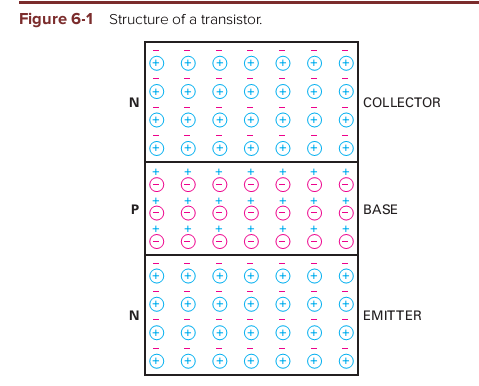 Figure 6-1 Structure of a transistor.
N COLLECTOR
P BASE
N EMITTER